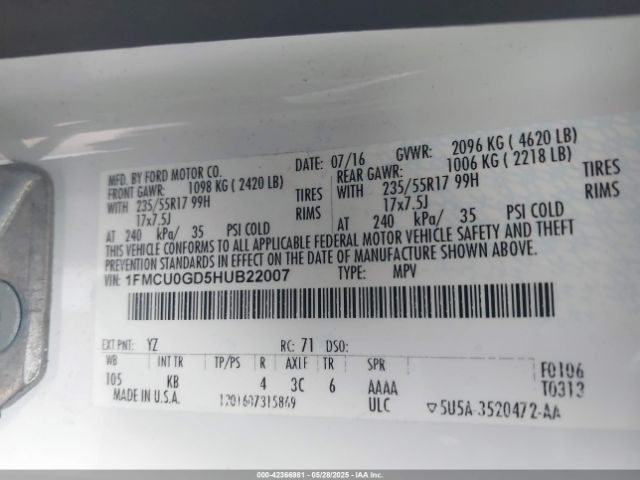 MFD. BY FORD MOTOR CO.
DATE: 07/16 GVWR: 2096 KG ( 4620 LB)
FRONT GAWR: 1098 KG ( 2420 LB) REAR GAWR: 1006 KG ( 2218 LB)
WITH 235/55R17 99H TIRES WITH 235/55R17 99H TIRES
17x7.5J RIMS 17x7.5J RIMS
AT 240 kPa/ 35 PSI COLD AT 240 kPa/ 35 PSI COLD
THIS VEHICLE CONFORMS TO ALL APPLICABLE FEDERAL MOTOR VEHICLE SAFETY AND THEFT
PREVENTION STANDARDS IN EFFECT ON THE DATE OF MANUFACTURE SHOWN ABOVE.
VIN: 1FMCU0GD5HUB22007 TYPE: MPV
EXT PNT: YZ RC: 71 DSO:
WB INT TR TP/PS R AXLE TR SPR
105 KB 4 3C 6 AAAA
F0106
T0313
MADE IN U.S.A. ULC
▽5U5A-3520472-AA
000-42366981 - 05/28/2025 - IAAHQCA